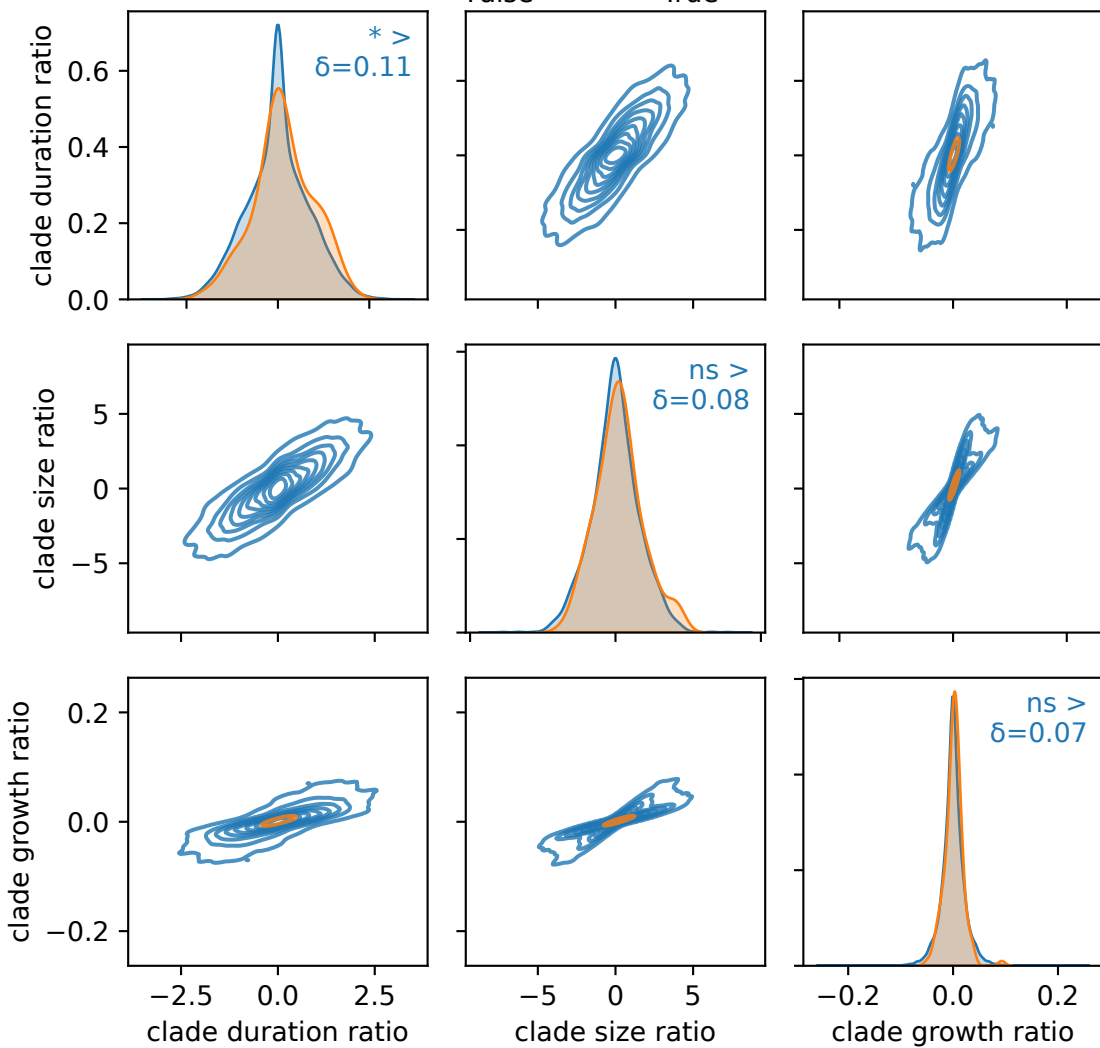 clade duration ratio
0.6
0.4
0.2
0.0
* >
δ=0.11
clade size ratio
5
0
−5
ns >
δ=0.08
clade growth ratio
0.2
0.0
−0.2
ns >
δ=0.07
−2.5 0.0 2.5
−5 0 5
−0.2 0.0 0.2
clade duration ratio
clade size ratio
clade growth ratio